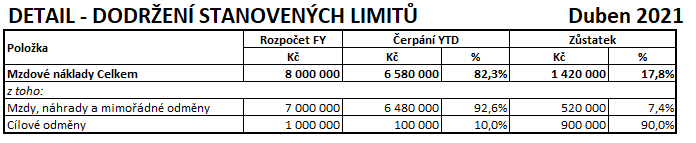 DETAIL - DODRŽENÍ STANOVENÝCH LIMITŮ Duben 2021
Položka Rozpočet FY Čerpání YTD Zůstatek
Kč Kč % Kč %
Mzdové náklady Celkem 8 000 000 6 580 000 82,3% 1 420 000 17,8%
z toho:
Mzdy, náhrady a mimořádné odměny 7 000 000 6 480 000 92,6% 520 000 7,4%
Cílové odměny 1 000 000 100 000 10,0% 900 000 90,0%